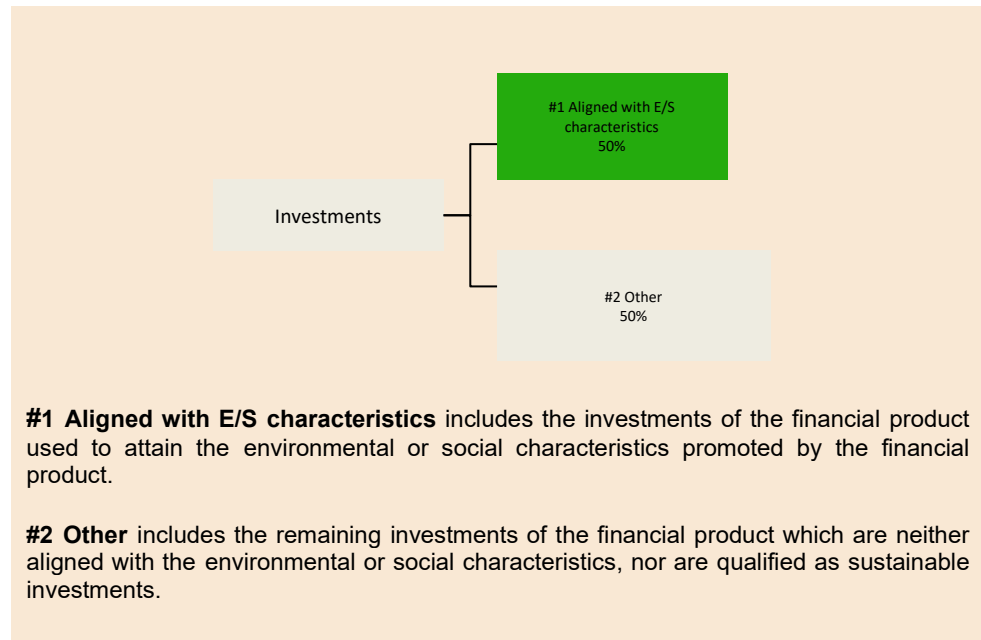 #1 Aligned with E/S
characteristics
50%
Investments
#2 Other
50%
#1 Aligned with E/S characteristics includes the investments of the financial product
used to attain the environmental or social characteristics promoted by the financial
product.
#2 Other includes the remaining investments of the financial product which are neither
aligned with the environmental or social characteristics, nor are qualified as sustainable
investments.